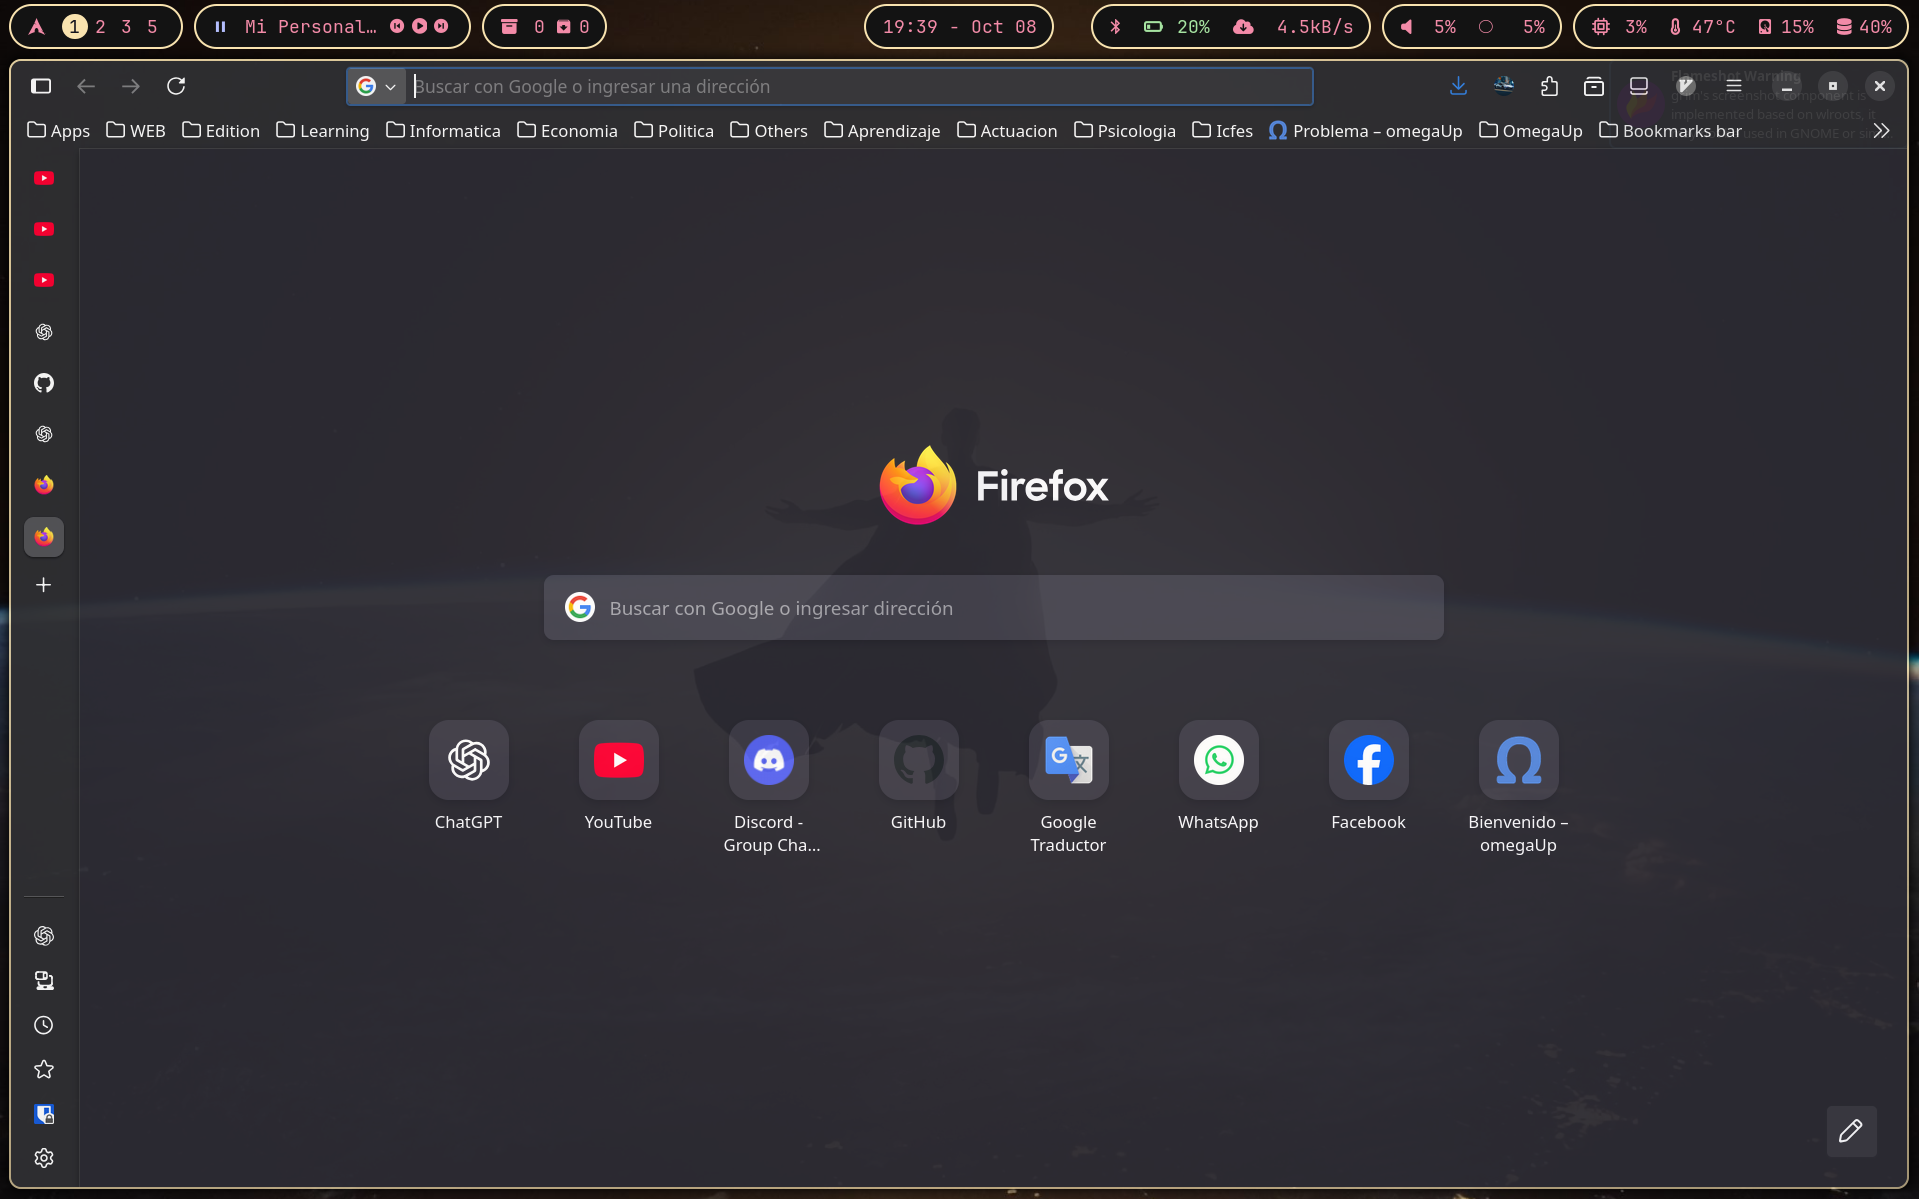 1 2 3 5
Mi Personal…
0 0
19:39 - Oct 08
20% 4.5kB/s
5% 5%
3% 47°C 15% 40%
Buscar con Google o ingresar una dirección
Flameshot Warning
grim's screenshot component is
implemented based on wlroots, it
used in GNOME or
Apps WEB Edition Learning Informatica Economia Politica Others Aprendizaje Actuacion Psicologia Icfes Problema – omegaUp OmegaUp Bookmarks bar
Firefox
Buscar con Google o ingresar dirección
ChatGPT
YouTube
Discord -
Group Cha...
GitHub
Google
Traductor
WhatsApp
Facebook
Bienvenido –
omegaUp